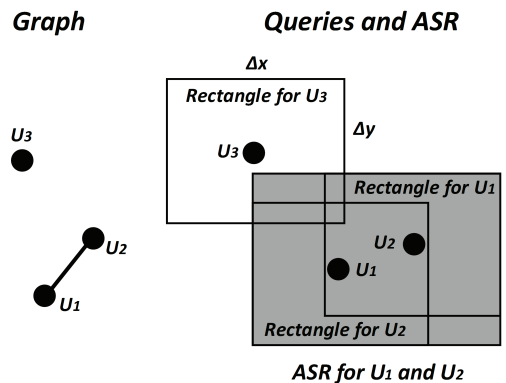 Graph
Queries and ASR
Δx
Rectangle for U3
Δy
U3
U3
Rectangle for U1
U2
U2
U1
U1
Rectangle for U2
ASR for U1 and U2